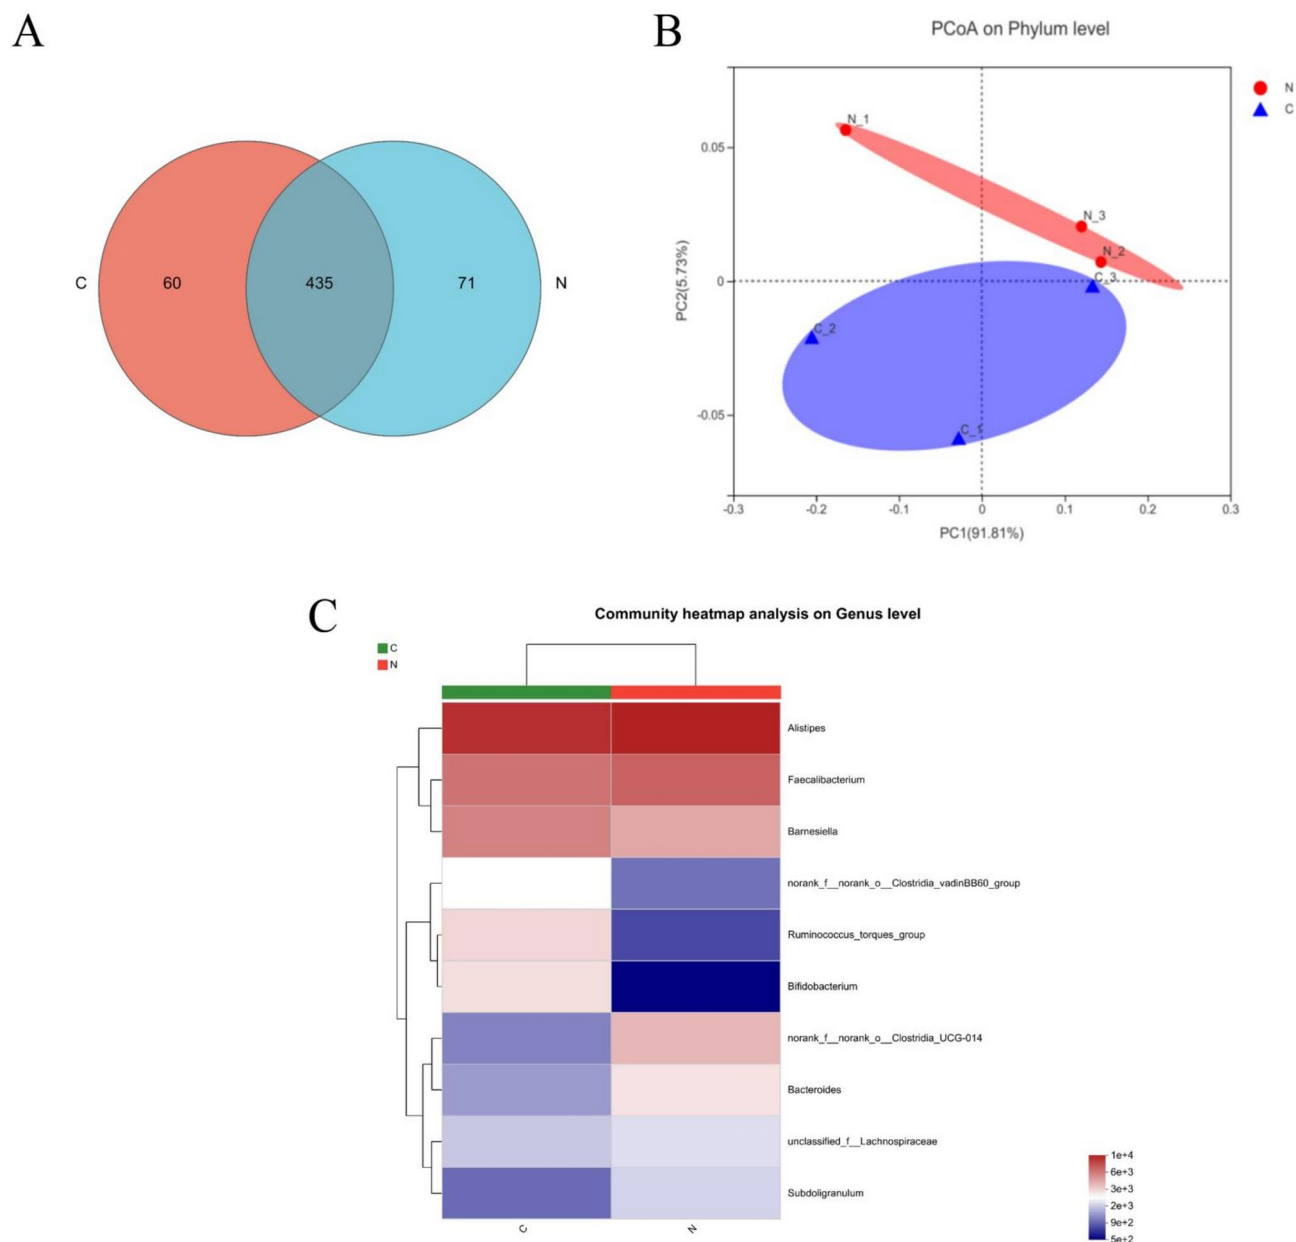 A
C
60
435
71
N
B
PCoA on Phylum level
N
C
N_1
N_3
N_2
C_3
C_2
C_1
0.05
0
-0.05
PC2(5.73%)
-0.3
-0.2
-0.1
0
0.1
0.2
0.3
PC1(91.81%)
C
Community heatmap analysis on Genus level
C
N
Alistipes
Faecalibacterium
Barnesiella
norank_f__norank_o__Clostridia_vadinBB60_group
Ruminococcus_torques_group
Bifidobacterium
norank_f__norank_o__Clostridia_UCG-014
Bacteroides
unclassified_f__Lachnospiraceae
Subdoligranulum
C
N
1e+4
6e+3
3e+3
2e+3
9e+2
5e+2